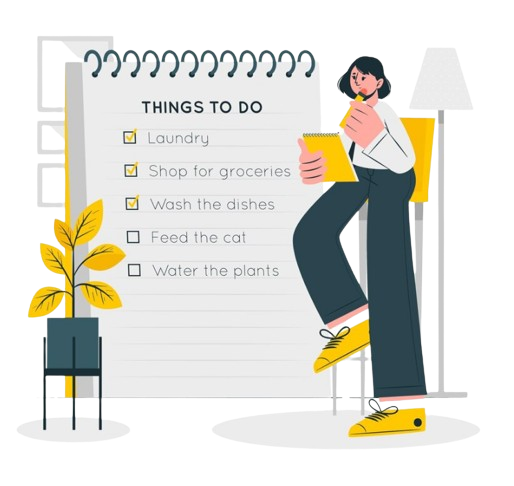 THINGS TO DO
Laundry
Shop for groceries
Wash the dishes
Feed the cat
Water the plants